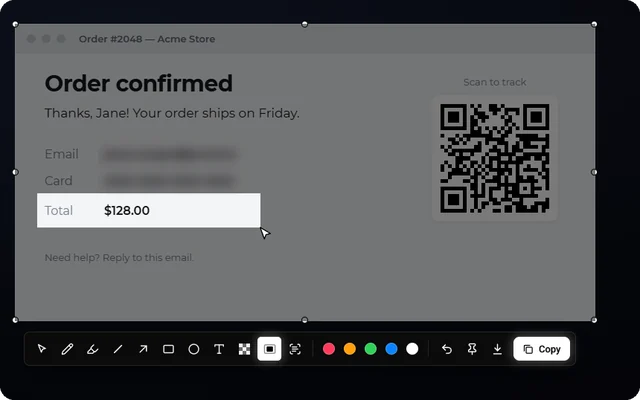 Order #2048 — Acme Store
Order confirmed
Scan to track
Thanks, Jane! Your order ships on Friday.
Email
Card
Total $128.00
Need help? Reply to this email.
T
Copy